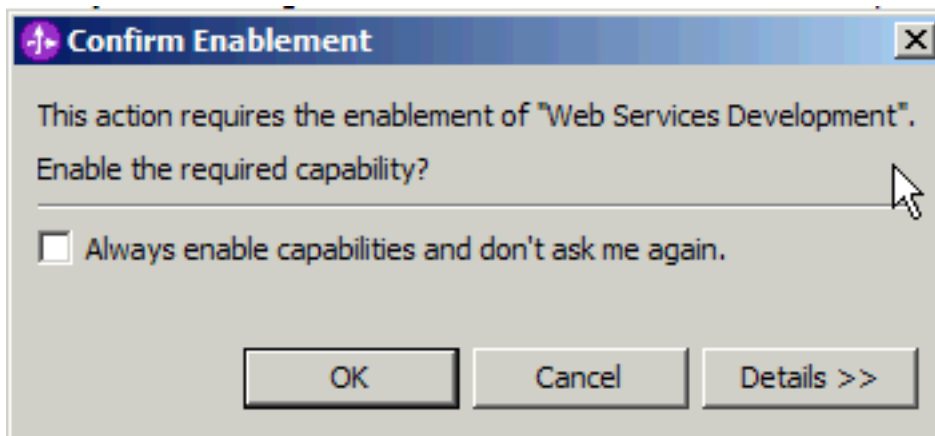 Confirm Enablement
This action requires the enablement of "Web Services Development".
Enable the required capability?
Always enable capabilities and don't ask me again.
OK Cancel Details >>